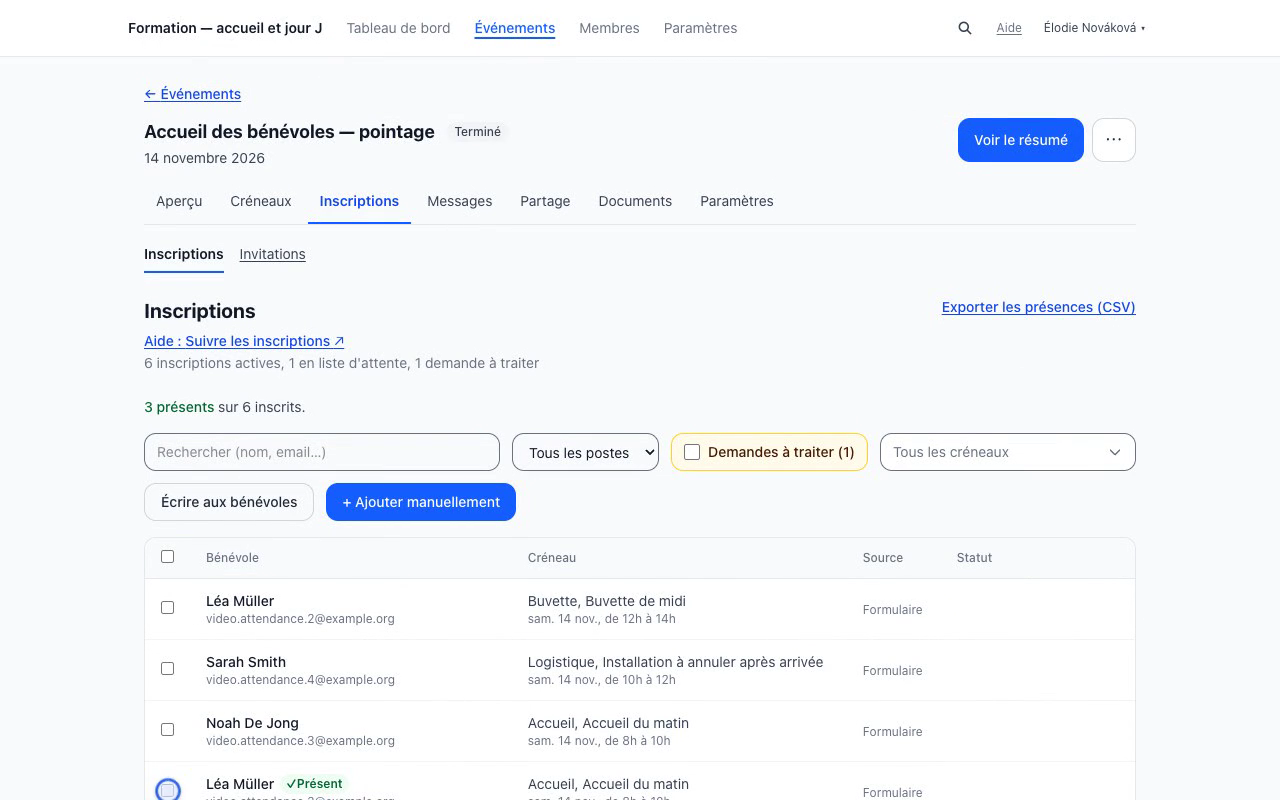 Formation — accueil et jour J Tableau de bord Événements Membres Paramètres Aide Élodie Nováková
← Événements
Accueil des bénévoles — pointage Terminé
14 novembre 2026
Voir le résumé ...
Aperçu Créneaux Inscriptions Messages Partage Documents Paramètres
Inscriptions Invitations
Inscriptions Exporter les présences (CSV)
Aide : Suivre les inscriptions ↗
6 inscriptions actives, 1 en liste d'attente, 1 demande à traiter
3 présents sur 6 inscrits.
Rechercher (nom, email...) Tous les postes Demandes à traiter (1) Tous les créneaux
Écrire aux bénévoles + Ajouter manuellement
Bénévole Créneau Source Statut
Léa Müller Buvette, Buvette de midi
video.attendance.2@example.org sam. 14 nov., de 12h à 14h Formulaire
Sarah Smith Logistique, Installation à annuler après arrivée
video.attendance.4@example.org sam. 14 nov., de 10h à 12h Formulaire
Noah De Jong Accueil, Accueil du matin
video.attendance.3@example.org sam. 14 nov., de 8h à 10h Formulaire
Léa Müller ✓Présent Accueil, Accueil du matin
Formulaire